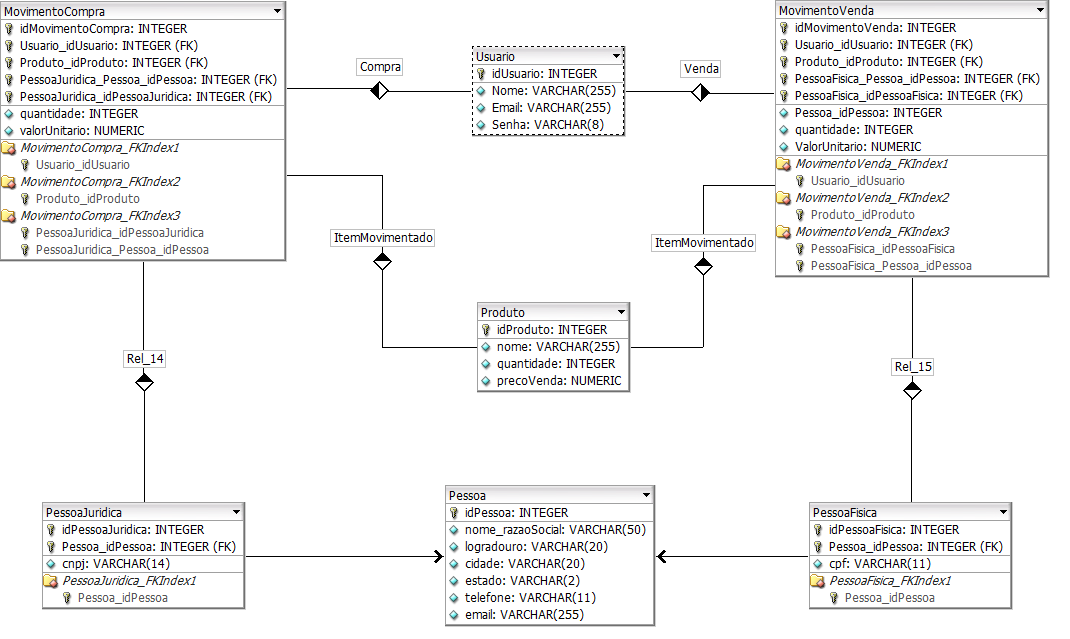 MovimentoCompra
idMovimentoCompra: INTEGER
Usuario_idUsuario: INTEGER (FK)
Produto_idProduto: INTEGER (FK)
PessoaJuridica_Pessoa_idPessoa: INTEGER (FK)
PessoaJuridica_idPessoaJuridica: INTEGER (FK)
quantidade: INTEGER
valorUnitario: NUMERIC
MovimentoCompra_FKIndex1
Usuario_idUsuario
MovimentoCompra_FKIndex2
Produto_idProduto
MovimentoCompra_FKIndex3
PessoaJuridica_idPessoaJuridica
PessoaJuridica_Pessoa_idPessoa
Compra
Usuario
idUsuario: INTEGER
Nome: VARCHAR(255)
Email: VARCHAR(255)
Senha: VARCHAR(8)
Venda
MovimentoVenda
idMovimentoVenda: INTEGER
Usuario_idUsuario: INTEGER (FK)
Produto_idProduto: INTEGER (FK)
PessoaFisica_Pessoa_idPessoa: INTEGER (FK)
PessoaFisica_idPessoaFisica: INTEGER (FK)
Pessoa_idPessoa: INTEGER
quantidade: INTEGER
ValorUnitario: NUMERIC
MovimentoVenda_FKIndex1
Usuario_idUsuario
MovimentoVenda_FKIndex2
Produto_idProduto
MovimentoVenda_FKIndex3
PessoaFisica_idPessoaFisica
PessoaFisica_Pessoa_idPessoa
ItemMovimentado
ItemMovimentado
Produto
idProduto: INTEGER
nome: VARCHAR(255)
quantidade: INTEGER
precoVenda: NUMERIC
Rel_14
Rel_15
PessoaJuridica
idPessoaJuridica: INTEGER
Pessoa_idPessoa: INTEGER (FK)
cnpj: VARCHAR(14)
PessoaJuridica_FKIndex1
Pessoa_idPessoa
Pessoa
idPessoa: INTEGER
nome_razaoSocial: VARCHAR(50)
logradouro: VARCHAR(20)
cidade: VARCHAR(20)
estado: VARCHAR(2)
telefone: VARCHAR(11)
email: VARCHAR(255)
PessoaFisica
idPessoaFisica: INTEGER
Pessoa_idPessoa: INTEGER (FK)
cpf: VARCHAR(11)
PessoaFisica_FKIndex1
Pessoa_idPessoa